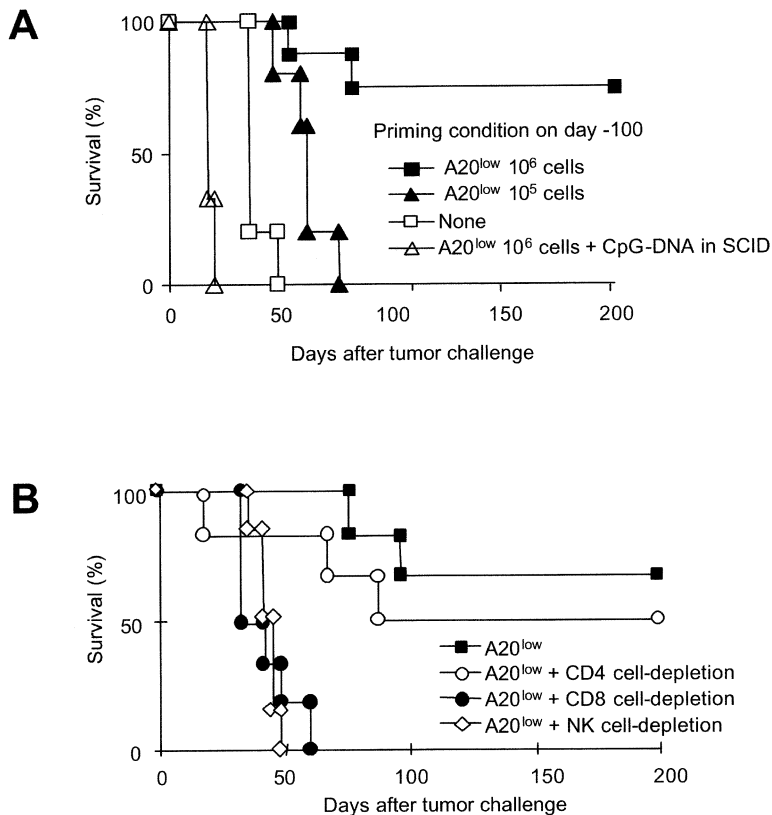 A
100
50
0
Survival (%)
Priming condition on day -100
A20low 10⁶ cells
A20low 10⁵ cells
None
A20low 10⁶ cells + CpG-DNA in SCID
0 50 100 150 200
Days after tumor challenge
B
100
50
0
Survival (%)
A20low
A20low + CD4 cell-depletion
A20low + CD8 cell-depletion
A20low + NK cell-depletion
0 50 100 150 200
Days after tumor challenge